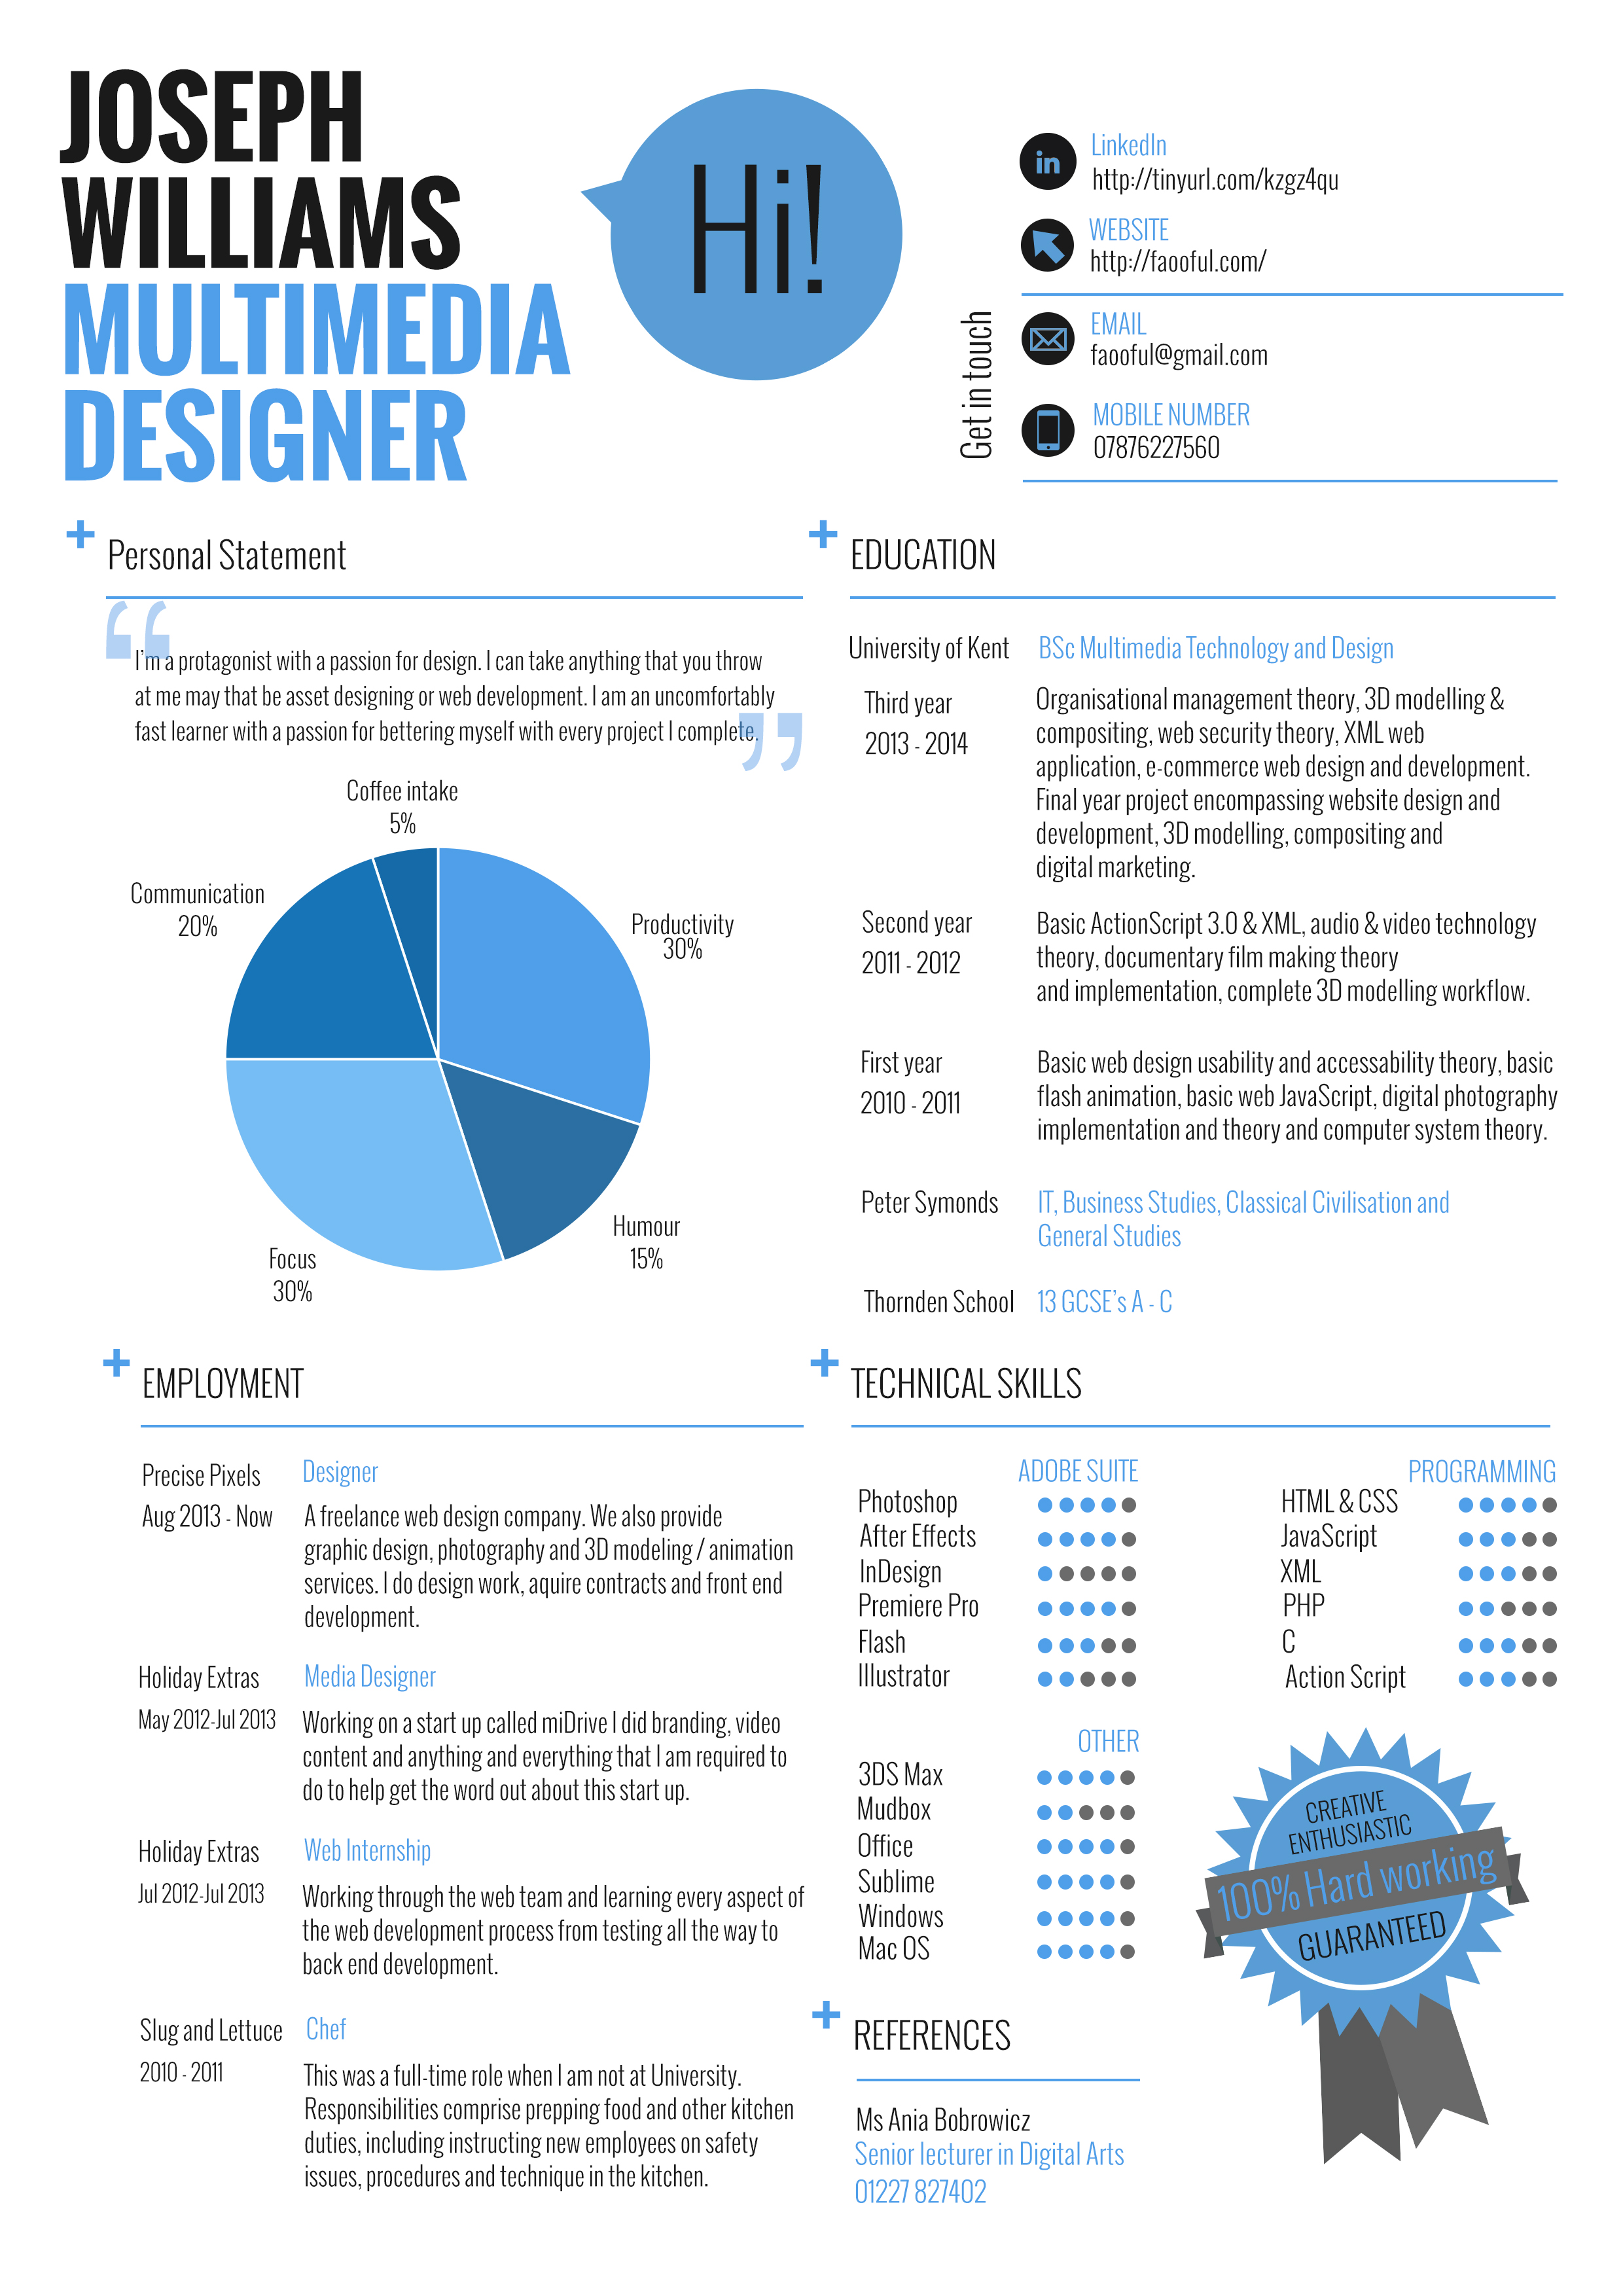 JOSEPH
WILLIAMS
MULTIMEDIA
DESIGNER
Hi!
Get in touch
in
LinkedIn
http://tinyurl.com/kzgz4qu
WEBSITE
http://faooful.com/
EMAIL
faooful@gmail.com
MOBILE NUMBER
07876227560
+ Personal Statement
“
I'm a protagonist with a passion for design. I can take anything that you throw
at me may that be asset designing or web development. I am an uncomfortably
fast learner with a passion for bettering myself with every project I complete.
”
Coffee intake
5%
Communication
20%
Productivity
30%
Humour
15%
Focus
30%
+ EDUCATION
University of Kent BSc Multimedia Technology and Design
Third year
2013 - 2014
Organisational management theory, 3D modelling &
compositing, web security theory, XML web
application, e-commerce web design and development.
Final year project encompassing website design and
development, 3D modelling, compositing and
digital marketing.
Second year
2011 - 2012
Basic ActionScript 3.0 & XML, audio & video technology
theory, documentary film making theory
and implementation, complete 3D modelling workflow.
First year
2010 - 2011
Basic web design usability and accessability theory, basic
flash animation, basic web JavaScript, digital photography
implementation and theory and computer system theory.
Peter Symonds IT, Business Studies, Classical Civilisation and
General Studies
Thornden School 13 GCSE's A - C
+ EMPLOYMENT
Precise Pixels Designer
Aug 2013 - Now
A freelance web design company. We also provide
graphic design, photography and 3D modeling / animation
services. I do design work, aquire contracts and front end
development.
Holiday Extras Media Designer
May 2012-Jul 2013
Working on a start up called miDrive I did branding, video
content and anything and everything that I am required to
do to help get the word out about this start up.
Holiday Extras Web Internship
Jul 2012-Jul 2013
Working through the web team and learning every aspect of
the web development process from testing all the way to
back end development.
Slug and Lettuce Chef
2010 - 2011
This was a full-time role when I am not at University.
Responsibilities comprise prepping food and other kitchen
duties, including instructing new employees on safety
issues, procedures and technique in the kitchen.
+ TECHNICAL SKILLS
ADOBE SUITE
Photoshop
After Effects
InDesign
Premiere Pro
Flash
Illustrator
PROGRAMMING
HTML & CSS
JavaScript
XML
PHP
C
Action Script
OTHER
3DS Max
Mudbox
Office
Sublime
Windows
Mac OS
CREATIVE
ENTHUSIASTIC
100% Hard working
GUARANTEED
+ REFERENCES
Ms Ania Bobrowicz
Senior lecturer in Digital Arts
01227 827402